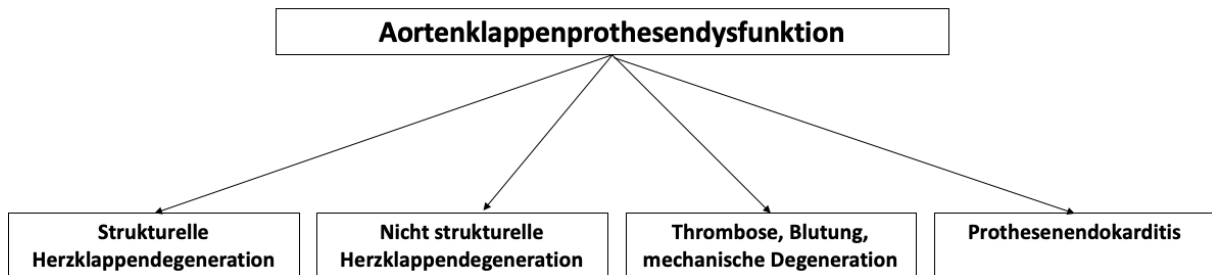 Aortenklappenprothesendysfunktion
Strukturelle
Herzklappendegeneration
Nicht strukturelle
Herzklappendegeneration
Thrombose, Blutung,
mechanische Degeneration
Prothesenendokarditis